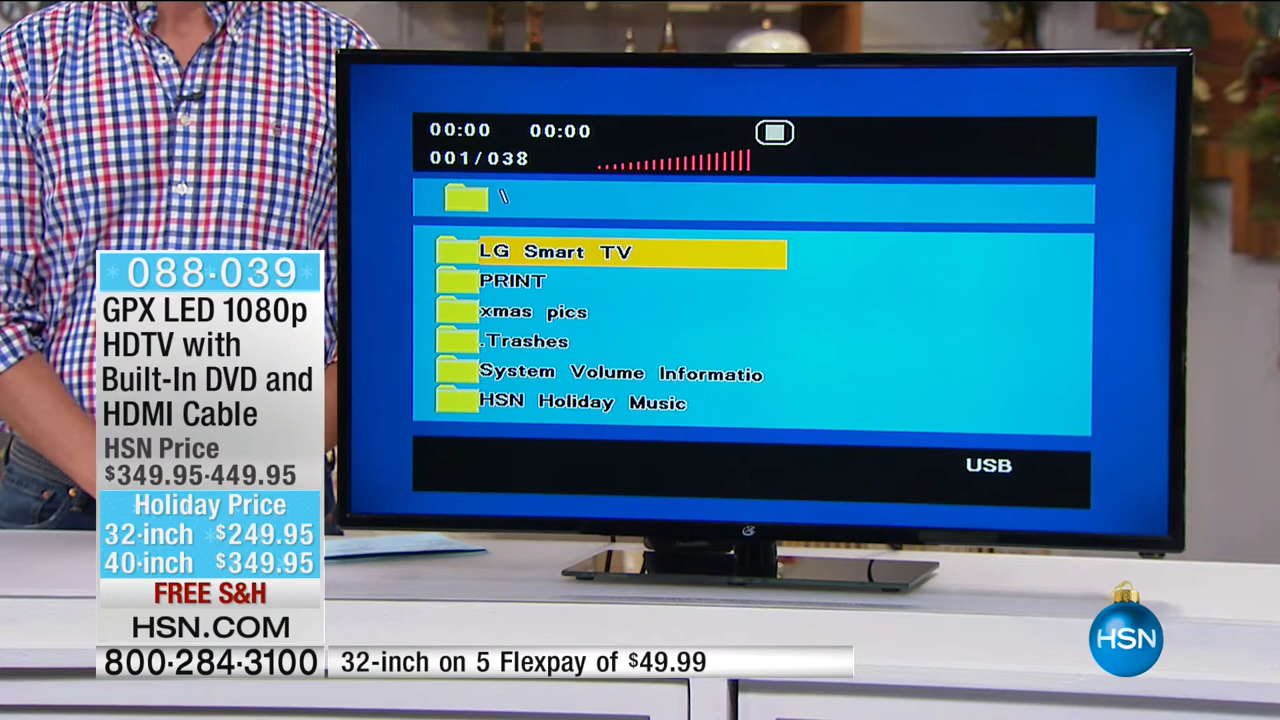 088-039
GPX LED 1080p
HDTV with
Built-In DVD and
HDMI Cable
HSN Price
$349.95-449.95
Holiday Price
32-inch $249.95
40-inch $349.95
FREE S&H
HSN.COM
800-284-3100
32-inch on 5 Flexpay of $49.99
00:00 00:00
001/038
\
LG Smart TV
PRINT
xmas pics
.Trashes
System Volume Informatio
HSN Holiday Music
USB
HSN